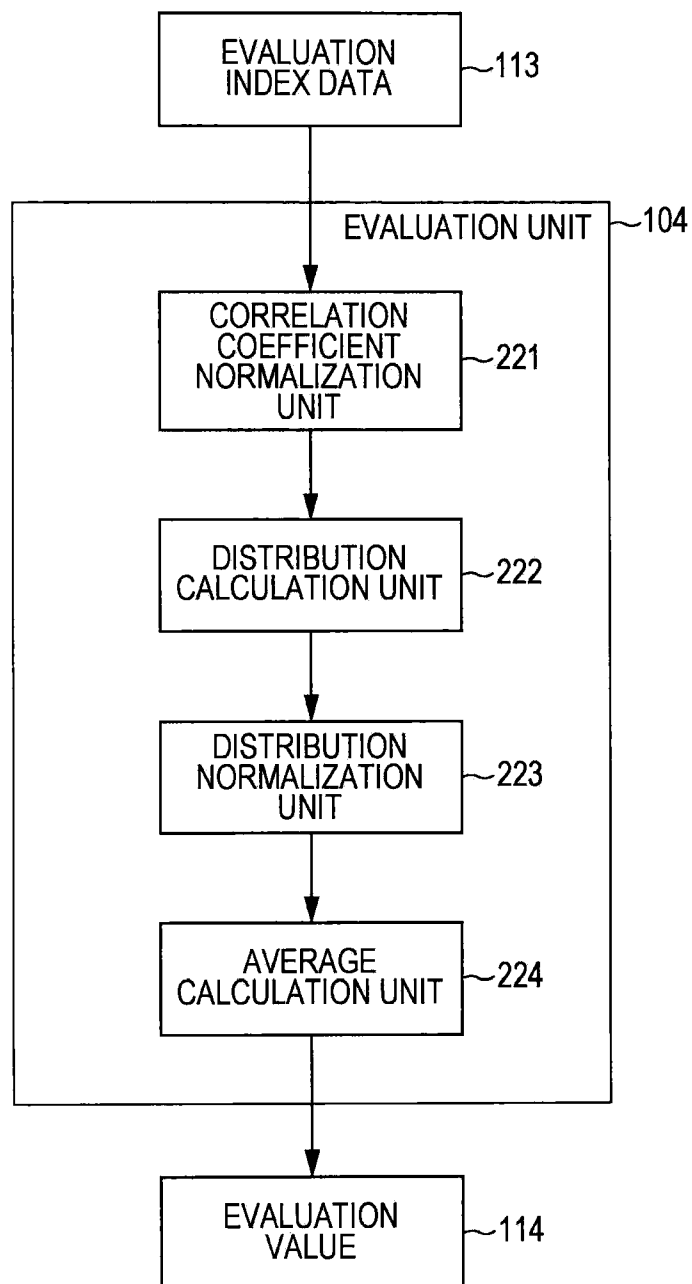 EVALUATION
INDEX DATA
113
EVALUATION UNIT
104
CORRELATION
COEFFICIENT
NORMALIZATION
UNIT
221
DISTRIBUTION
CALCULATION UNIT
222
DISTRIBUTION
NORMALIZATION
UNIT
223
AVERAGE
CALCULATION UNIT
224
EVALUATION
VALUE
114